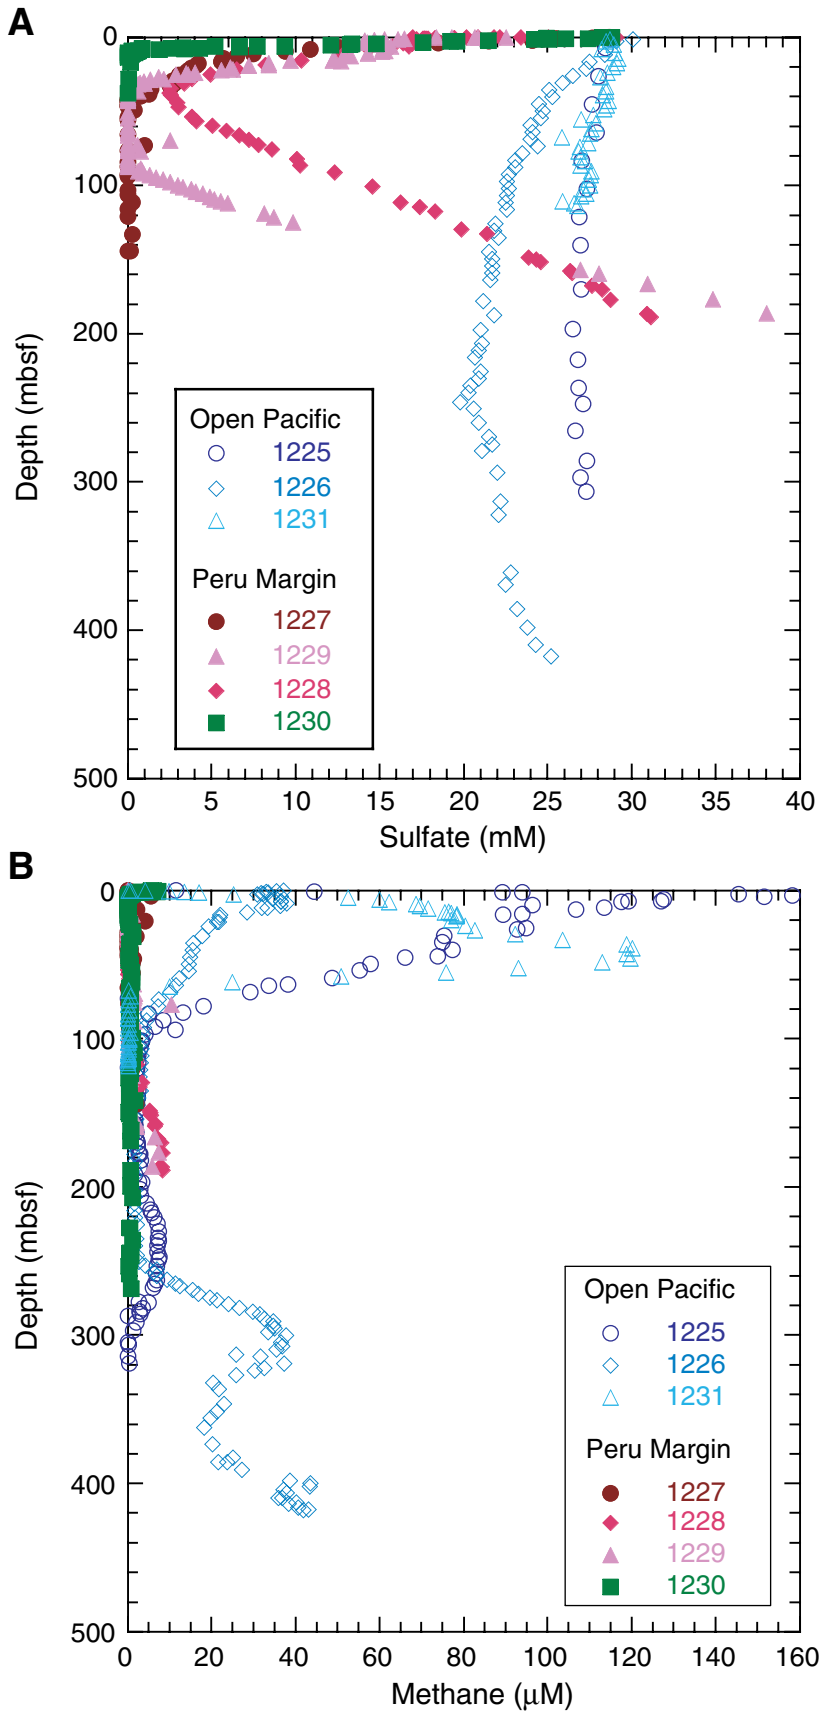 A
0
100
200
300
400
500
Depth (mbsf)
Open Pacific
1225
1226
1231
Peru Margin
1227
1229
1228
1230
0 5 10 15 20 25 30 35 40
Sulfate (mM)
B
0
100
200
300
400
500
Depth (mbsf)
Open Pacific
1225
1226
1231
Peru Margin
1227
1228
1229
1230
0 20 40 60 80 100 120 140 160
Methane (μM)